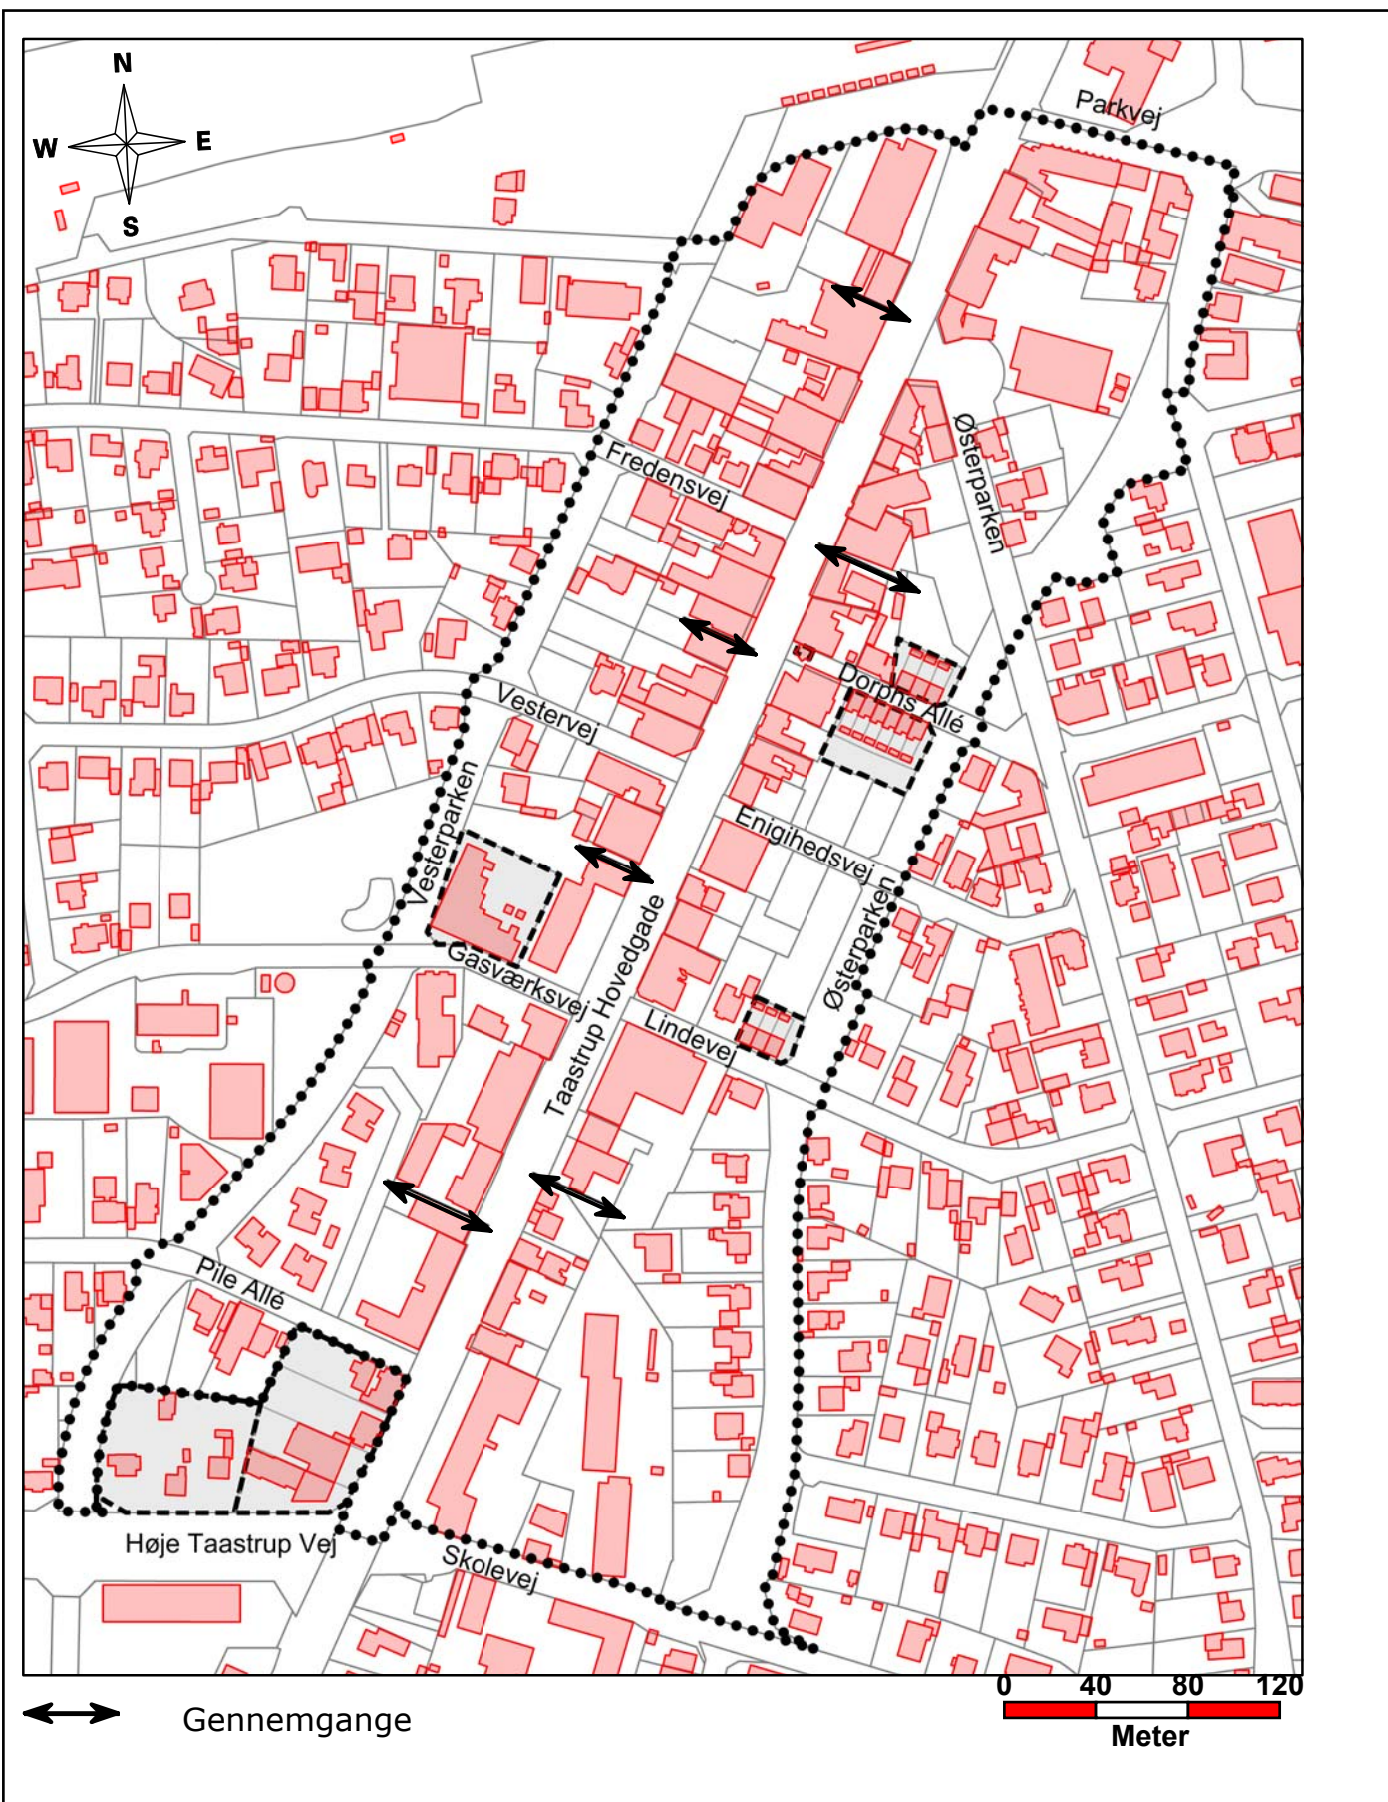 N
W E
S
Parkvej
Østerparken
Fredensvej
Dorphs Allé
Vestervej
Vesterparken
Enigihedsvej
Østerparken
Taastrup Hovedgade
Gasværksvej
Lindevej
Pile Allé
Høje Taastrup Vej
Skolevej
Gennemgange
0 40 80 120
Meter